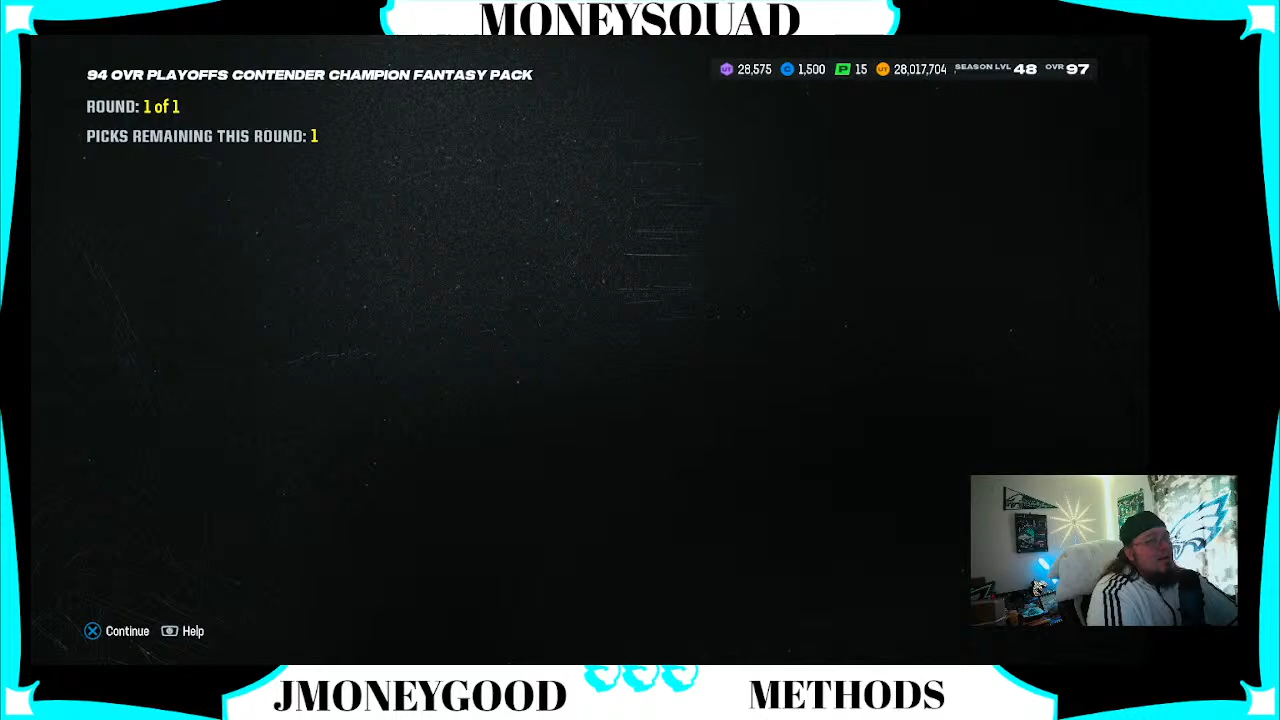 MONEYSQUAD
94 OVR PLAYOFFS CONTENDER CHAMPION FANTASY PACK
28,575 1,500 15 28,017,704 SEASON LVL 48 OVR 97
ROUND: 1 of 1
PICKS REMAINING THIS ROUND: 1
Continue Help
JMONEYGOOD METHODS